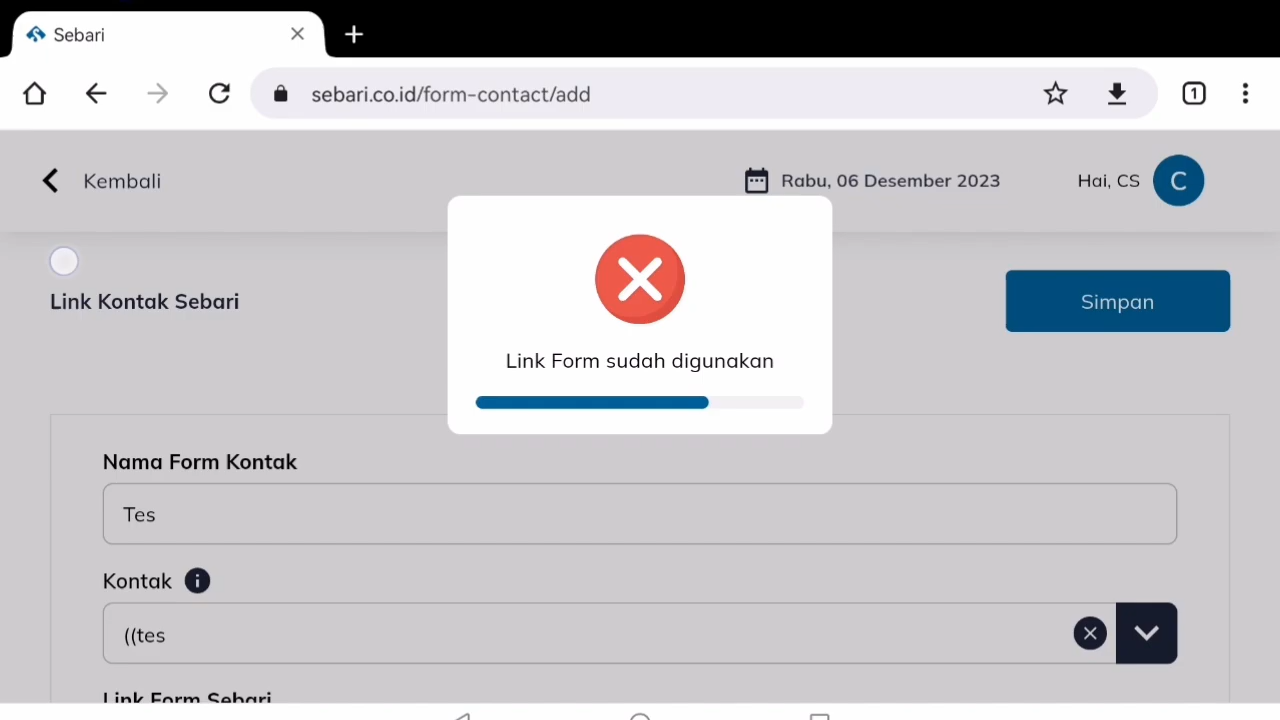 Sebari
sebari.co.id/form-contact/add
1
Kembali
Rabu, 06 Desember 2023
Hai, CS
C
Link Kontak Sebari
Simpan
Link Form sudah digunakan
Nama Form Kontak
Tes
Kontak
((tes
Link Form Sebari